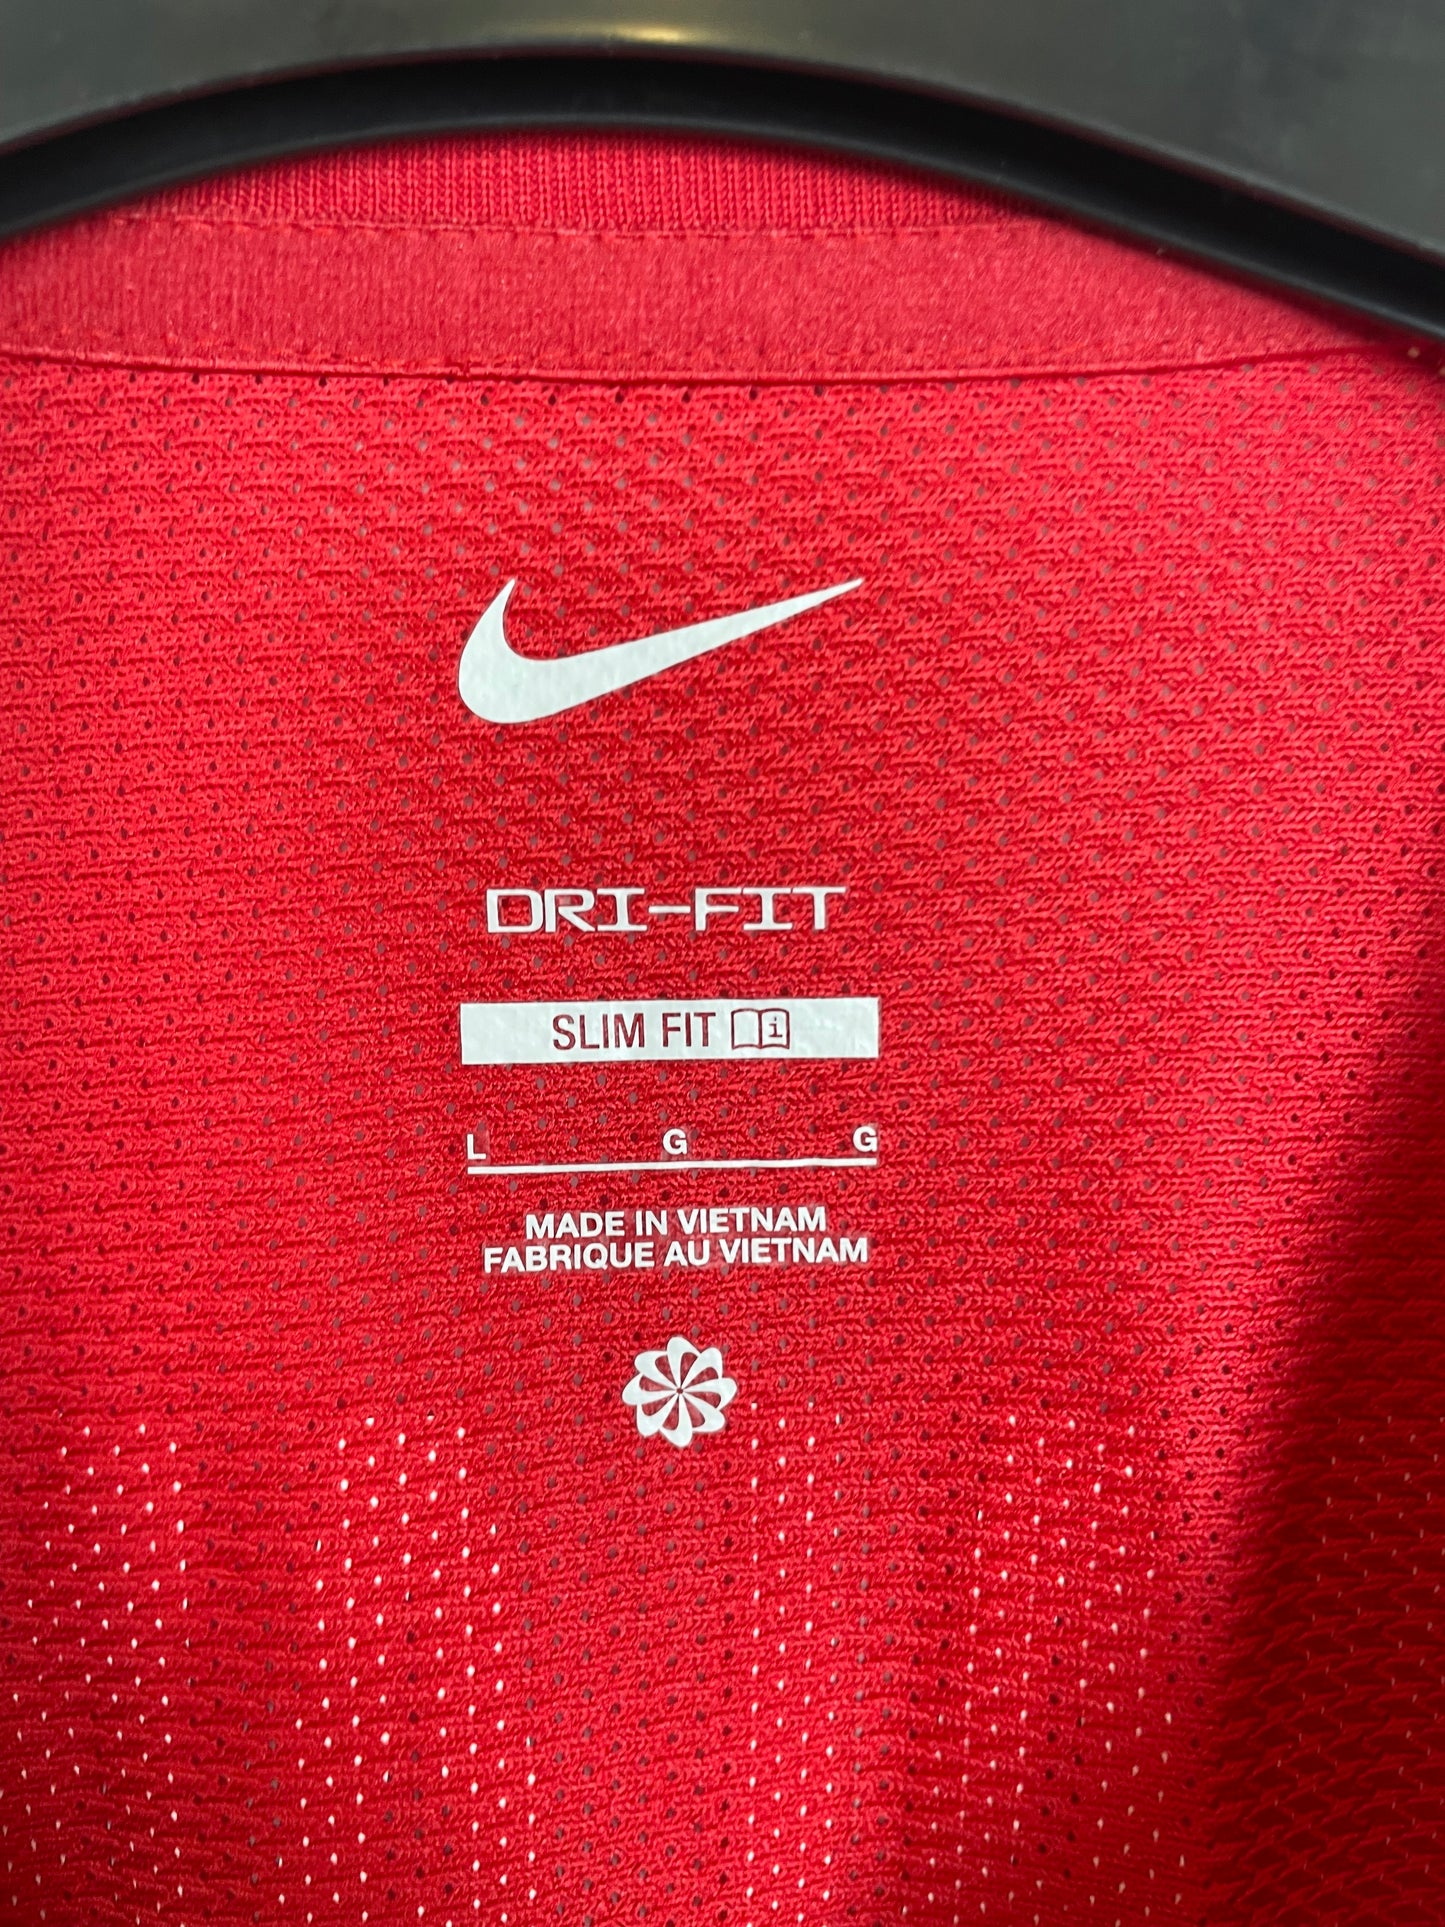 DRI-FIT
SLIM FIT i
L G G
MADE IN VIETNAM
FABRIQUE AU VIETNAM